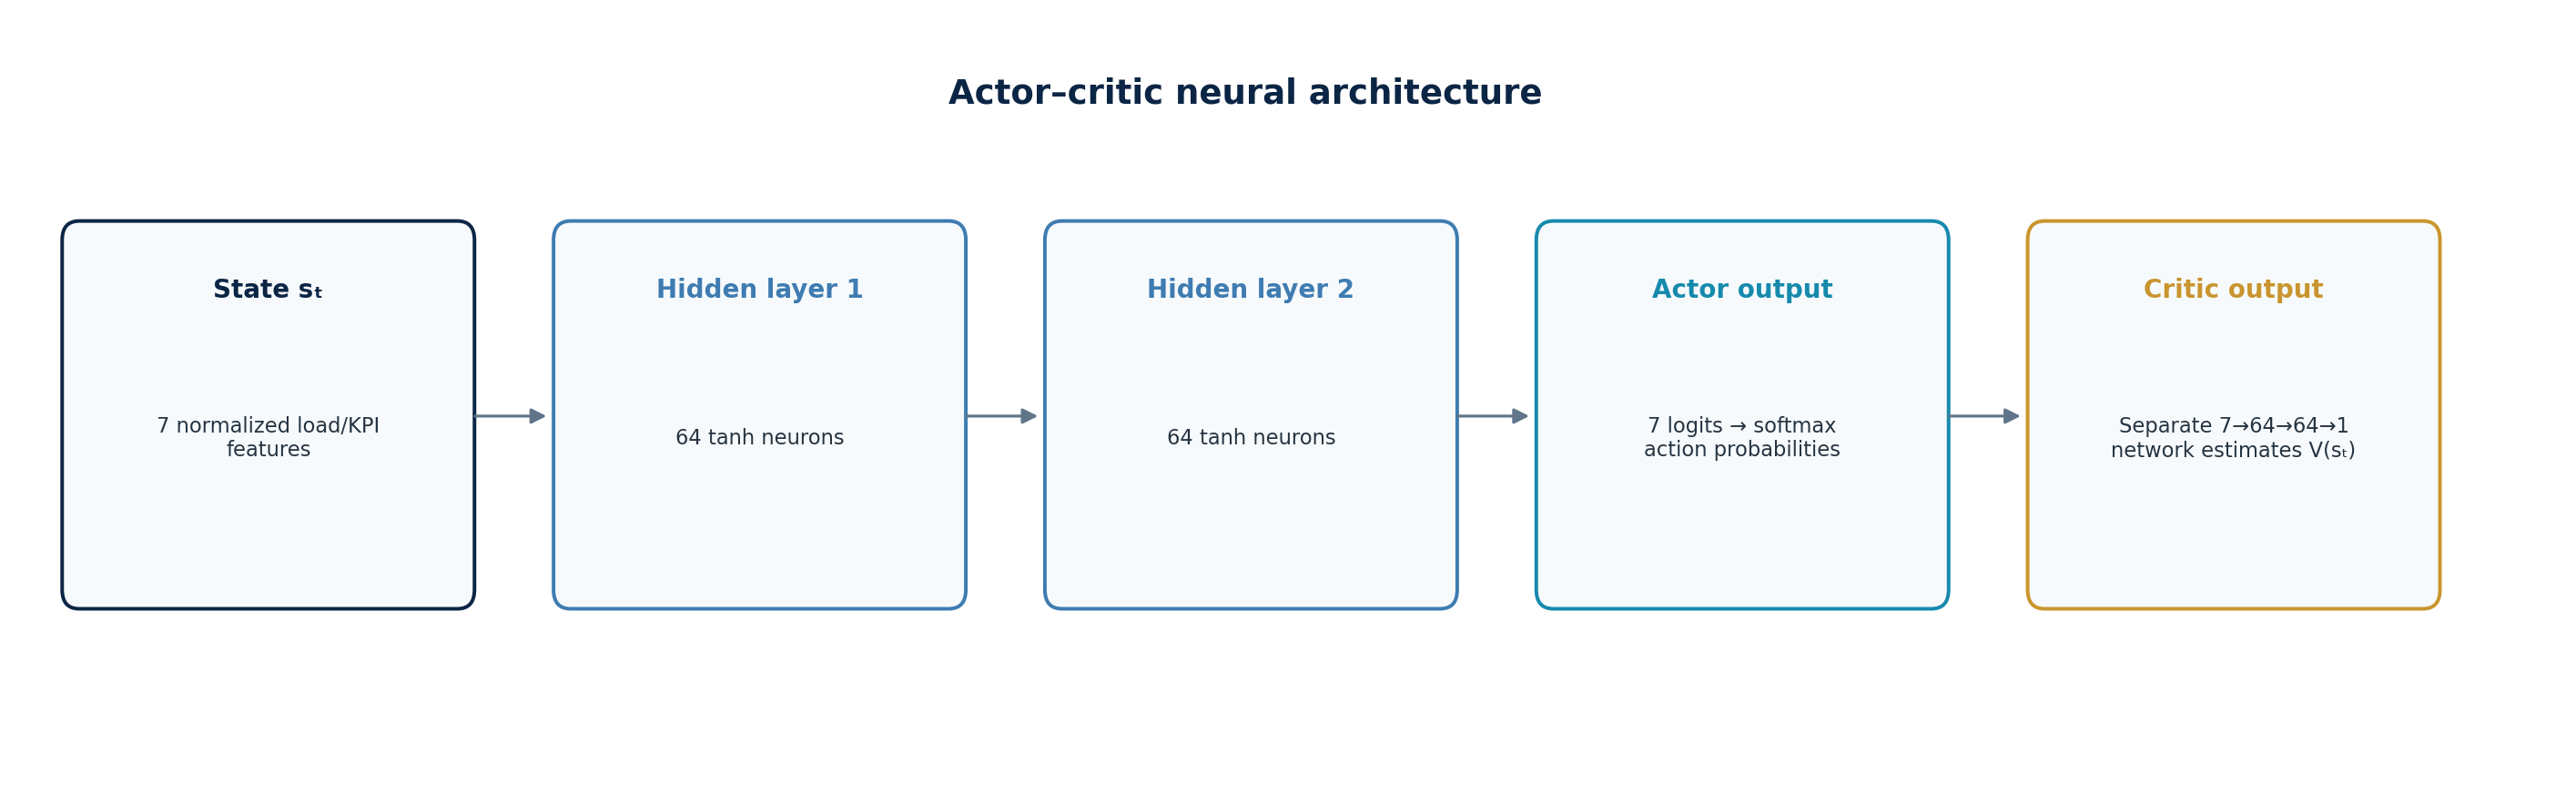 Actor–critic neural architecture
State sₜ
7 normalized load/KPI
features
Hidden layer 1
64 tanh neurons
Hidden layer 2
64 tanh neurons
Actor output
7 logits → softmax
action probabilities
Critic output
Separate 7→64→64→1
network estimates V(sₜ)